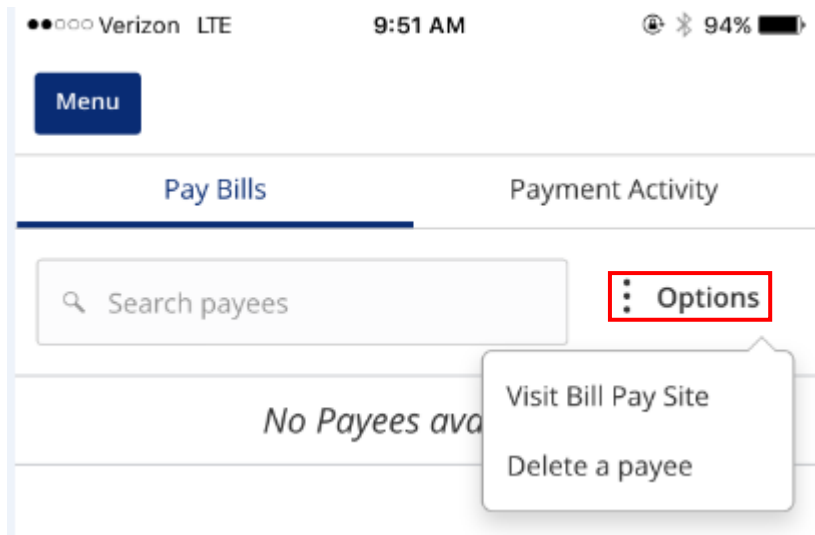 Verizon LTE 9:51 AM 94%
Menu
Pay Bills Payment Activity
Search payees Options
Visit Bill Pay Site
No Payees
Delete a payee